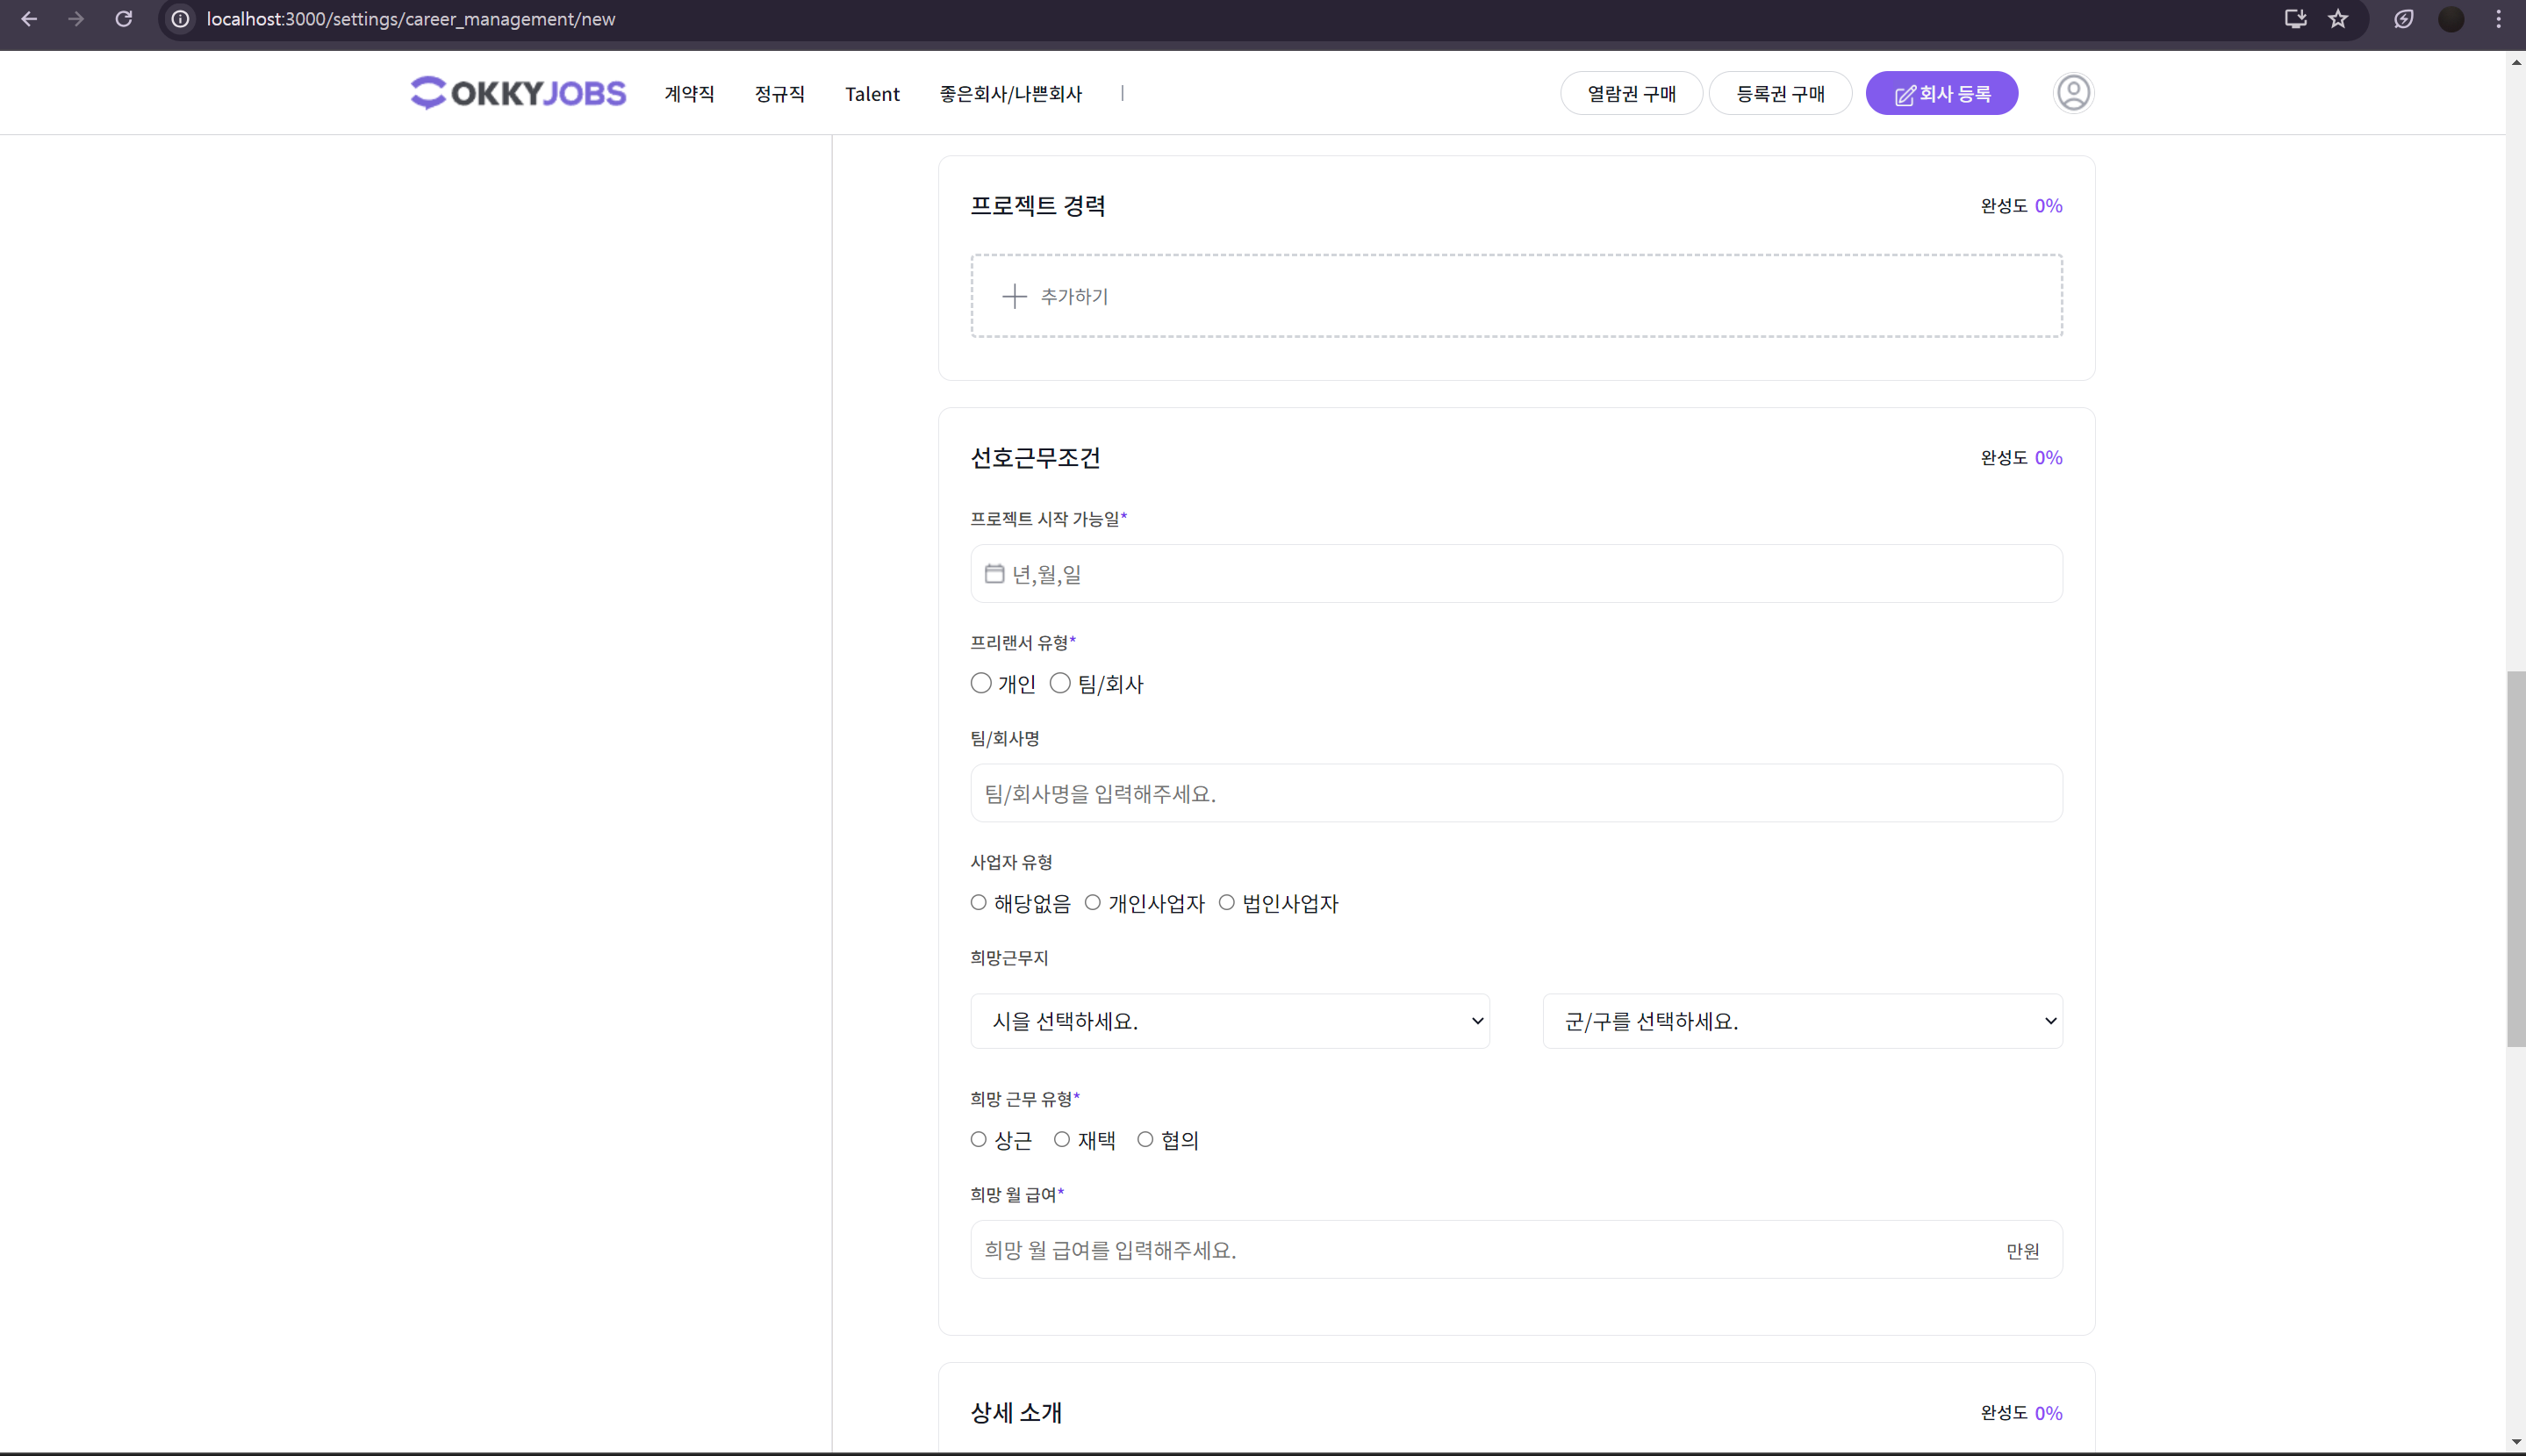 localhost:3000/settings/career_management/new
OKKYJOBS 계약직 정규직 Talent 좋은회사/나쁜회사 | 열람권 구매 등록권 구매 회사 등록
프로젝트 경력 완성도 0%
추가하기
선호근무조건 완성도 0%
프로젝트 시작 가능일*
년,월,일
프리랜서 유형*
개인 팀/회사
팀/회사명
팀/회사명을 입력해주세요.
사업자 유형
해당없음 개인사업자 법인사업자
희망근무지
시을 선택하세요. 군/구를 선택하세요.
희망 근무 유형*
상근 재택 협의
희망 월 급여*
희망 월 급여를 입력해주세요. 만원
상세 소개 완성도 0%